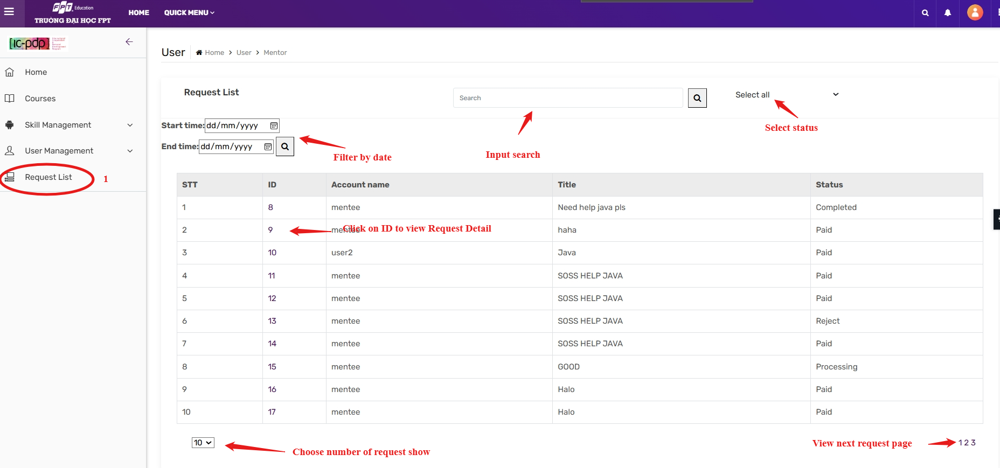 FPT Education
TRƯỜNG ĐẠI HỌC FPT
HOME
QUICK MENU
[ic-pdp]
Home
Courses
Skill Management
User Management
Request List
1
User
Home
User
Mentor
Request List
Search
Select all
Select status
Start time:
dd/mm/yyyy
End time:
dd/mm/yyyy
Filter by date
Input search
STT ID Account name Title Status
1 8 mentee Need help java pls Completed
2 9 mentee haha Paid
Click on ID to view Request Detail
3 10 user2 Java Paid
4 11 mentee SOSS HELP JAVA Paid
5 12 mentee SOSS HELP JAVA Paid
6 13 mentee SOSS HELP JAVA Reject
7 14 mentee SOSS HELP JAVA Paid
8 15 mentee GOOD Processing
9 16 mentee Halo Paid
10 17 mentee Halo Paid
10
Choose number of request show
View next request page
1 2 3